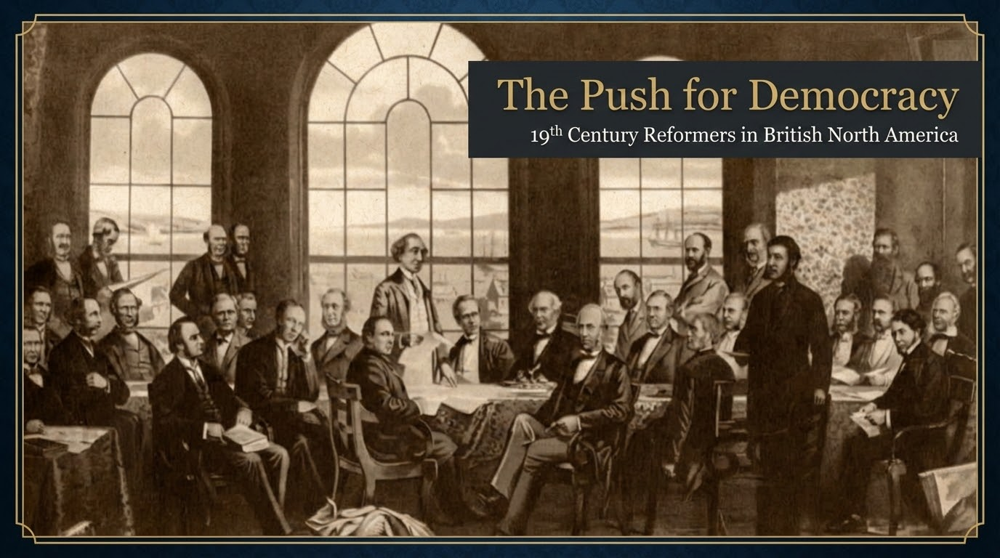 The Push for Democracy
19th Century Reformers in British North America